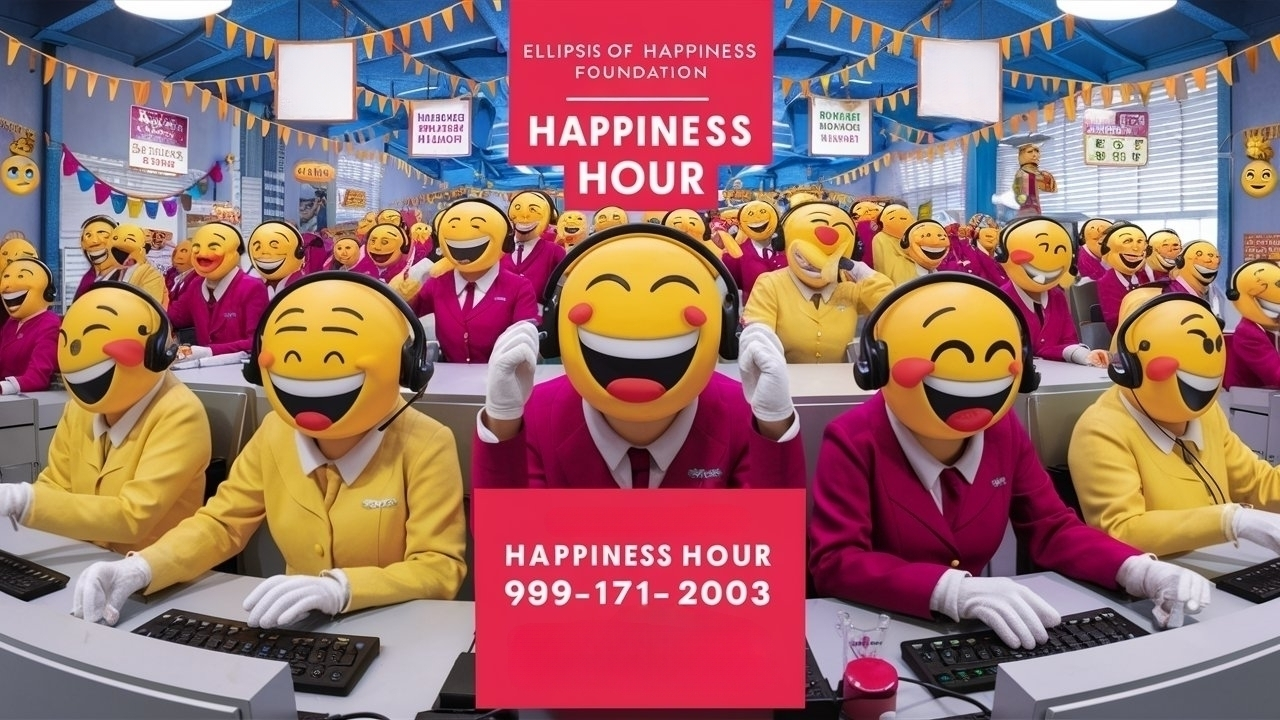 ELLIPSIS OF HAPPINESS
FOUNDATION
HAPPINESS
HOUR
HAPPINESS HOUR
999-171-2003